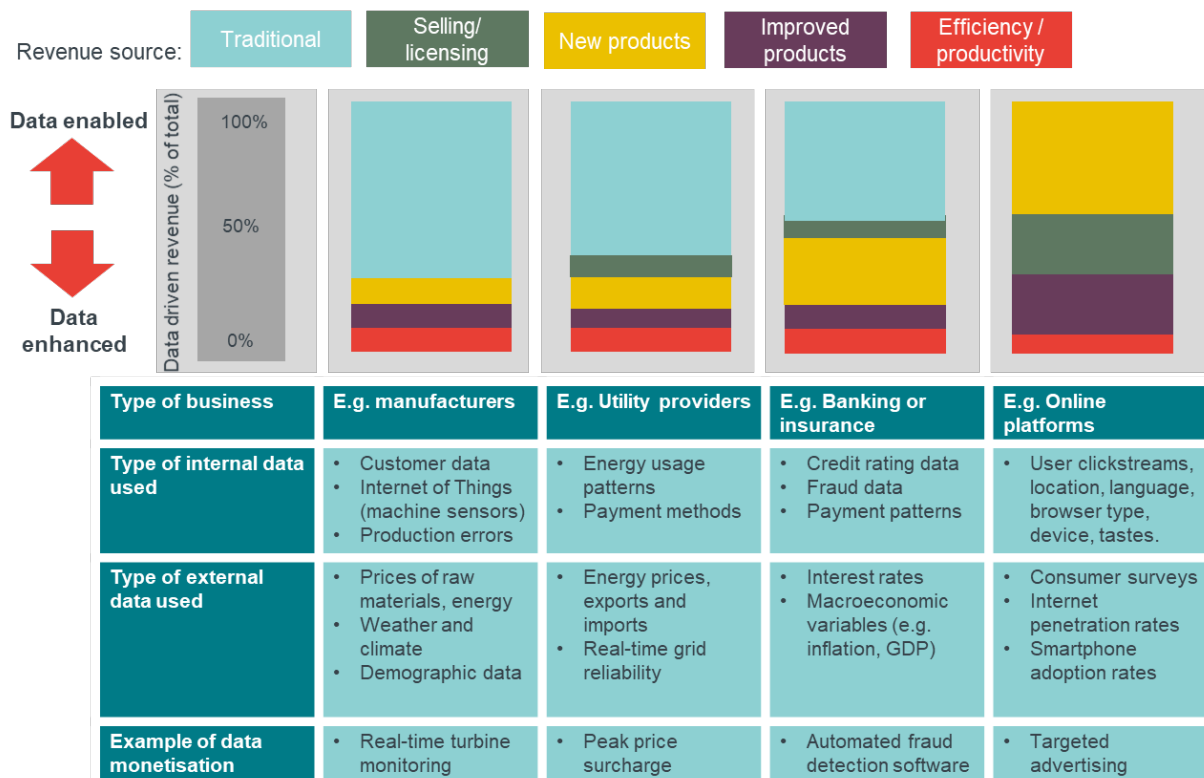 Revenue source:
Traditional
Selling/
licensing
New products
Improved
products
Efficiency /
productivity
Data enabled
Data
enhanced
Data driven revenue (% of total)
100%
50%
0%
Type of business
E.g. manufacturers
E.g. Utility providers
E.g. Banking or
insurance
E.g. Online
platforms
Type of internal data
used
• Customer data
• Internet of Things
(machine sensors)
• Production errors
• Energy usage
patterns
• Payment methods
• Credit rating data
• Fraud data
• Payment patterns
• User clickstreams,
location, language,
browser type,
device, tastes.
Type of external
data used
• Prices of raw
materials, energy
• Weather and
climate
• Demographic data
• Energy prices,
exports and
imports
• Real-time grid
reliability
• Interest rates
• Macroeconomic
variables (e.g.
inflation, GDP)
• Consumer surveys
• Internet
penetration rates
• Smartphone
adoption rates
Example of data
monetisation
• Real-time turbine
monitoring
• Peak price
surcharge
• Automated fraud
detection software
• Targeted
advertising